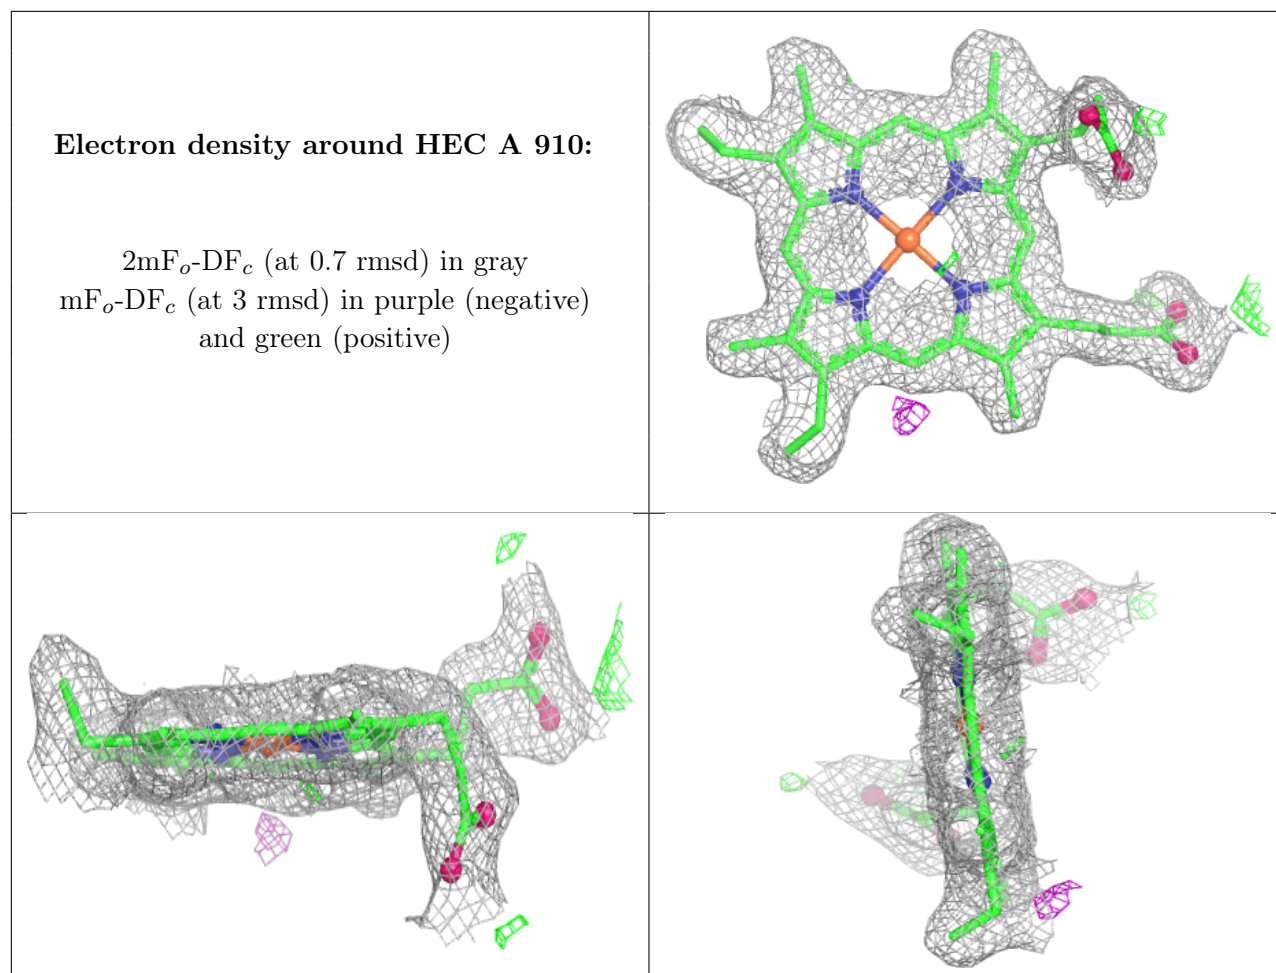 Electron density around HEC A 910:
2mFₒ-DF𝒸 (at 0.7 rmsd) in gray
mFₒ-DF𝒸 (at 3 rmsd) in purple (negative)
and green (positive)